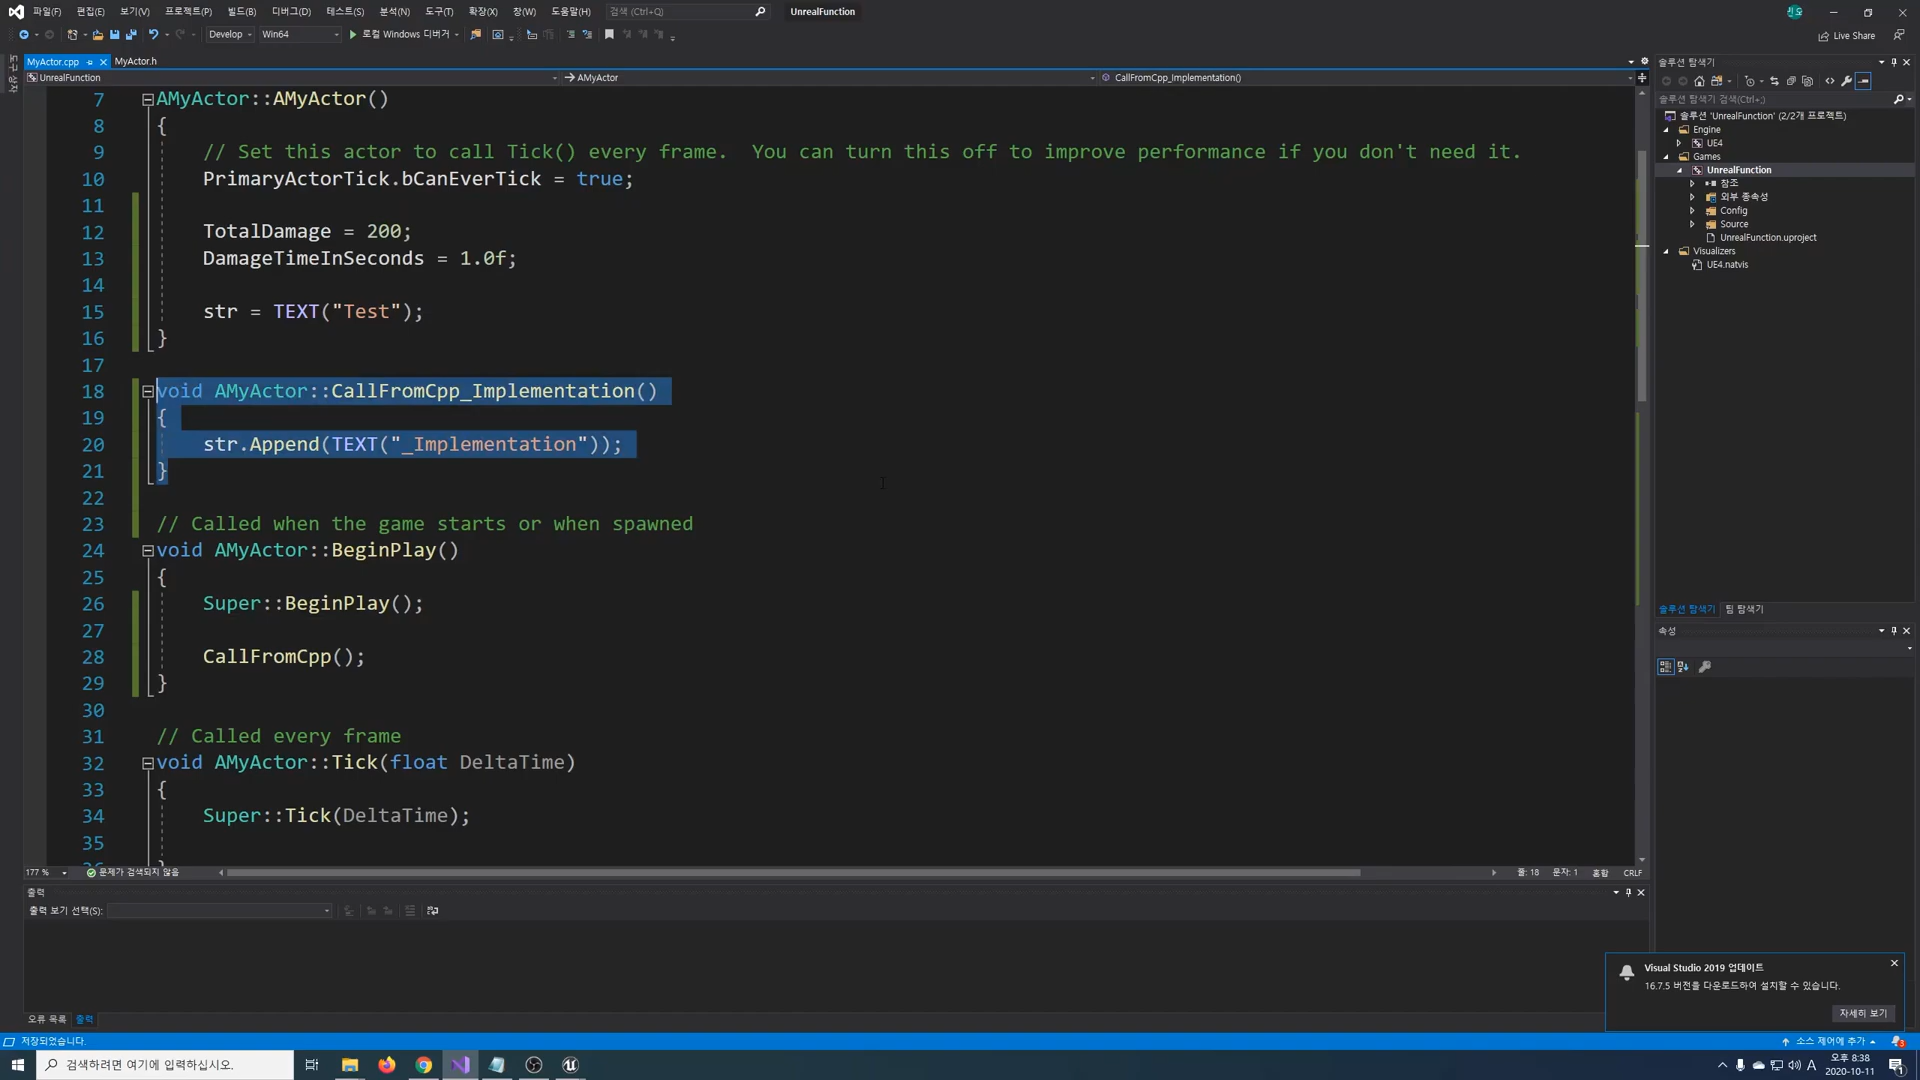 파일(F) 편집(E) 보기(V) 프로젝트(P) 빌드(B) 디버그(D) 테스트(S) 분석(N) 도구(T) 확장(X) 창(W) 도움말(H) 검색 (Ctrl+Q) UnrealFunction
Develop Win64 로컬 Windows 디버거 Live Share
MyActor.cpp MyActor.h
UnrealFunction AMyActor CallFromCpp_Implementation()
7 AMyActor::AMyActor()
8 {
9 // Set this actor to call Tick() every frame.  You can turn this off to improve performance if you don't need it.
10 PrimaryActorTick.bCanEverTick = true;
11
12 TotalDamage = 200;
13 DamageTimeInSeconds = 1.0f;
14
15 str = TEXT("Test");
16 }
17
18 void AMyActor::CallFromCpp_Implementation()
19 {
20 str.Append(TEXT("_Implementation"));
21 }
22
23 // Called when the game starts or when spawned
24 void AMyActor::BeginPlay()
25 {
26 Super::BeginPlay();
27
28 CallFromCpp();
29 }
30
31 // Called every frame
32 void AMyActor::Tick(float DeltaTime)
33 {
34 Super::Tick(DeltaTime);
35
177 % 문제가 검색되지 않음 줄: 18 문자: 1 혼합 CRLF
출력
출력 보기 선택(S):
오류 목록 출력
저장되었습니다. 소스 제어에 추가
솔루션 탐색기
솔루션 탐색기 검색(Ctrl+;)
솔루션 'UnrealFunction' (2/2개 프로젝트)
Engine
UE4
Games
UnrealFunction
참조
외부 종속성
Config
Source
UnrealFunction.uproject
Visualizers
UE4.natvis
솔루션 탐색기 팀 탐색기
속성
Visual Studio 2019 업데이트
16.7.5 버전을 다운로드하여 설치할 수 있습니다.
자세히 보기
검색하려면 여기에 입력하십시오.
A 오후 8:38
2020-10-11